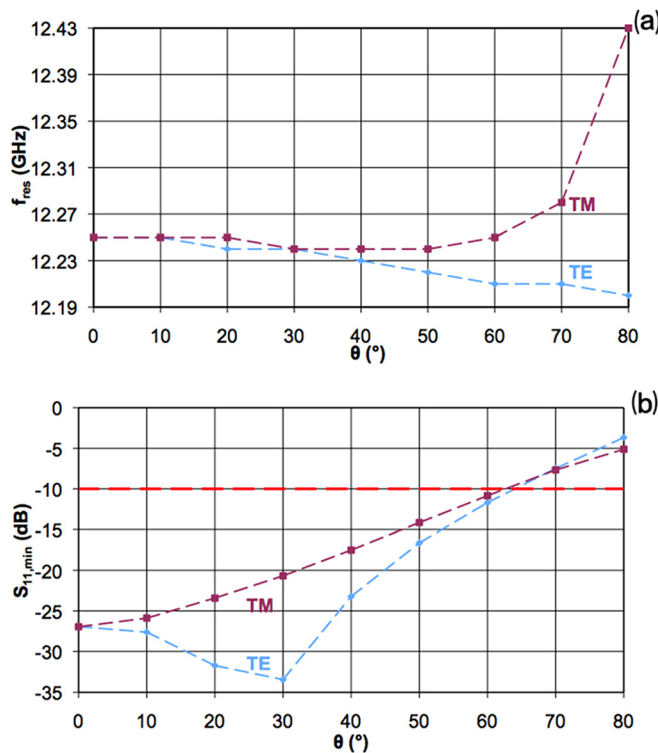 (a)
12.43
12.39
12.35
12.31
12.27
12.23
12.19
f_res (GHz)
TM
TE
0 10 20 30 40 50 60 70 80
θ (°)
(b)
0
-5
-10
-15
-20
-25
-30
-35
S_11,min (dB)
TM
TE
0 10 20 30 40 50 60 70 80
θ (°)